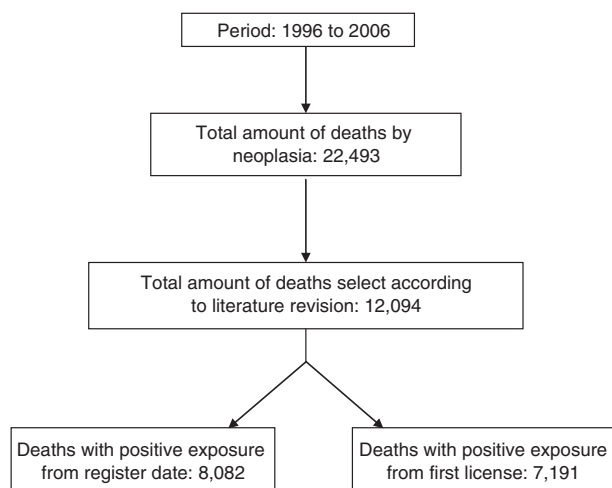 Period: 1996 to 2006
Total amount of deaths by
neoplasia: 22,493
Total amount of deaths select according
to literature revision: 12,094
Deaths with positive exposure
from register date: 8,082
Deaths with positive exposure
from first license: 7,191